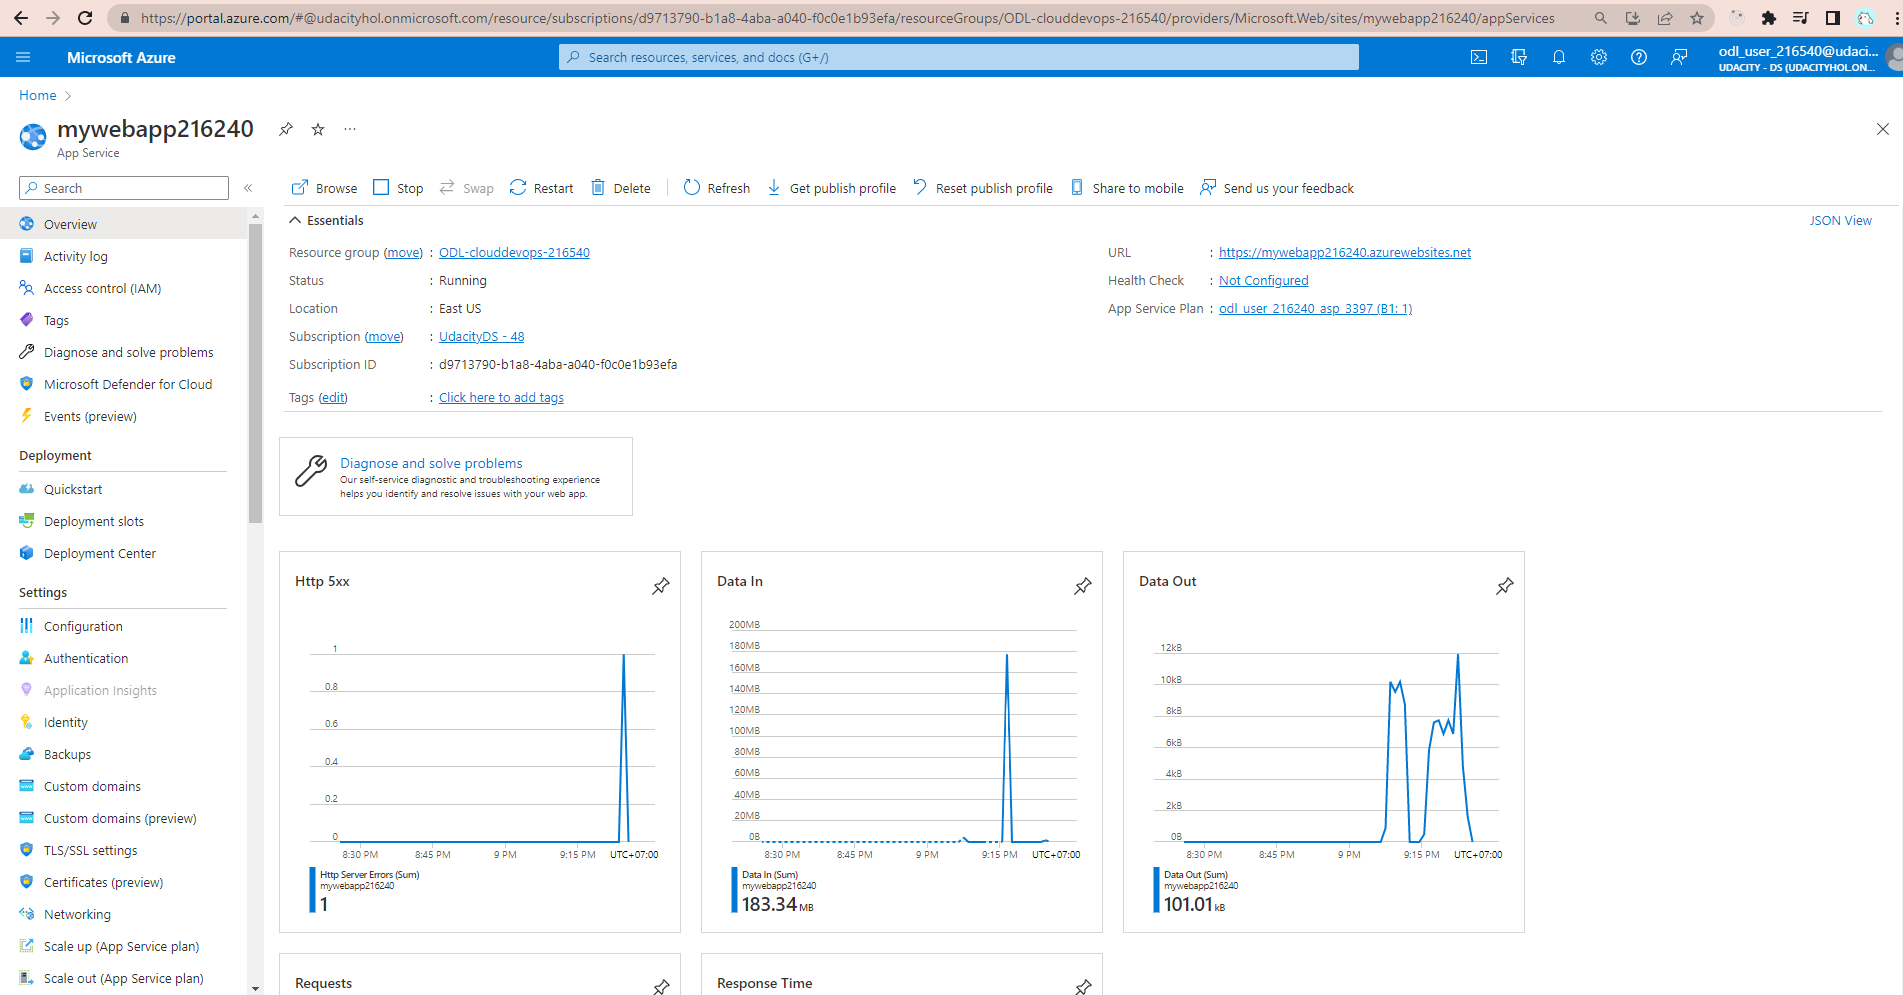 https://portal.azure.com/#@udacityhol.onmicrosoft.com/resource/subscriptions/d9713790-b1a8-4aba-a040-f0c0e1b93efa/resourceGroups/ODL-clouddevops-216540/providers/Microsoft.Web/sites/mywebapp216240/appServices
Microsoft Azure
Search resources, services, and docs (G+/)
odl_user_216540@udaci...
UDACITY - DS (UDACITYHOL.ON...
Home
mywebapp216240
App Service
Search
Browse Stop Swap Restart Delete Refresh Get publish profile Reset publish profile Share to mobile Send us your feedback
Overview
Activity log
Access control (IAM)
Tags
Diagnose and solve problems
Microsoft Defender for Cloud
Events (preview)
Deployment
Quickstart
Deployment slots
Deployment Center
Settings
Configuration
Authentication
Application Insights
Identity
Backups
Custom domains
Custom domains (preview)
TLS/SSL settings
Certificates (preview)
Networking
Scale up (App Service plan)
Scale out (App Service plan)
Essentials
JSON View
Resource group (move) : ODL-clouddevops-216540
Status : Running
Location : East US
Subscription (move) : UdacityDS - 48
Subscription ID : d9713790-b1a8-4aba-a040-f0c0e1b93efa
Tags (edit) : Click here to add tags
URL : https://mywebapp216240.azurewebsites.net
Health Check : Not Configured
App Service Plan : odl_user_216240_asp_3397 (B1: 1)
Diagnose and solve problems
Our self-service diagnostic and troubleshooting experience
helps you identify and resolve issues with your web app.
Http 5xx
1
0.8
0.6
0.4
0.2
0
8:30 PM 8:45 PM 9 PM 9:15 PM UTC+07:00
Http Server Errors (Sum)
mywebapp216240
1
Data In
200MB
180MB
160MB
140MB
120MB
100MB
80MB
60MB
40MB
20MB
0B
8:30 PM 8:45 PM 9 PM 9:15 PM UTC+07:00
Data In (Sum)
mywebapp216240
183.34 MB
Data Out
12kB
10kB
8kB
6kB
4kB
2kB
0B
8:30 PM 8:45 PM 9 PM 9:15 PM UTC+07:00
Data Out (Sum)
mywebapp216240
101.01 kB
Requests
Response Time